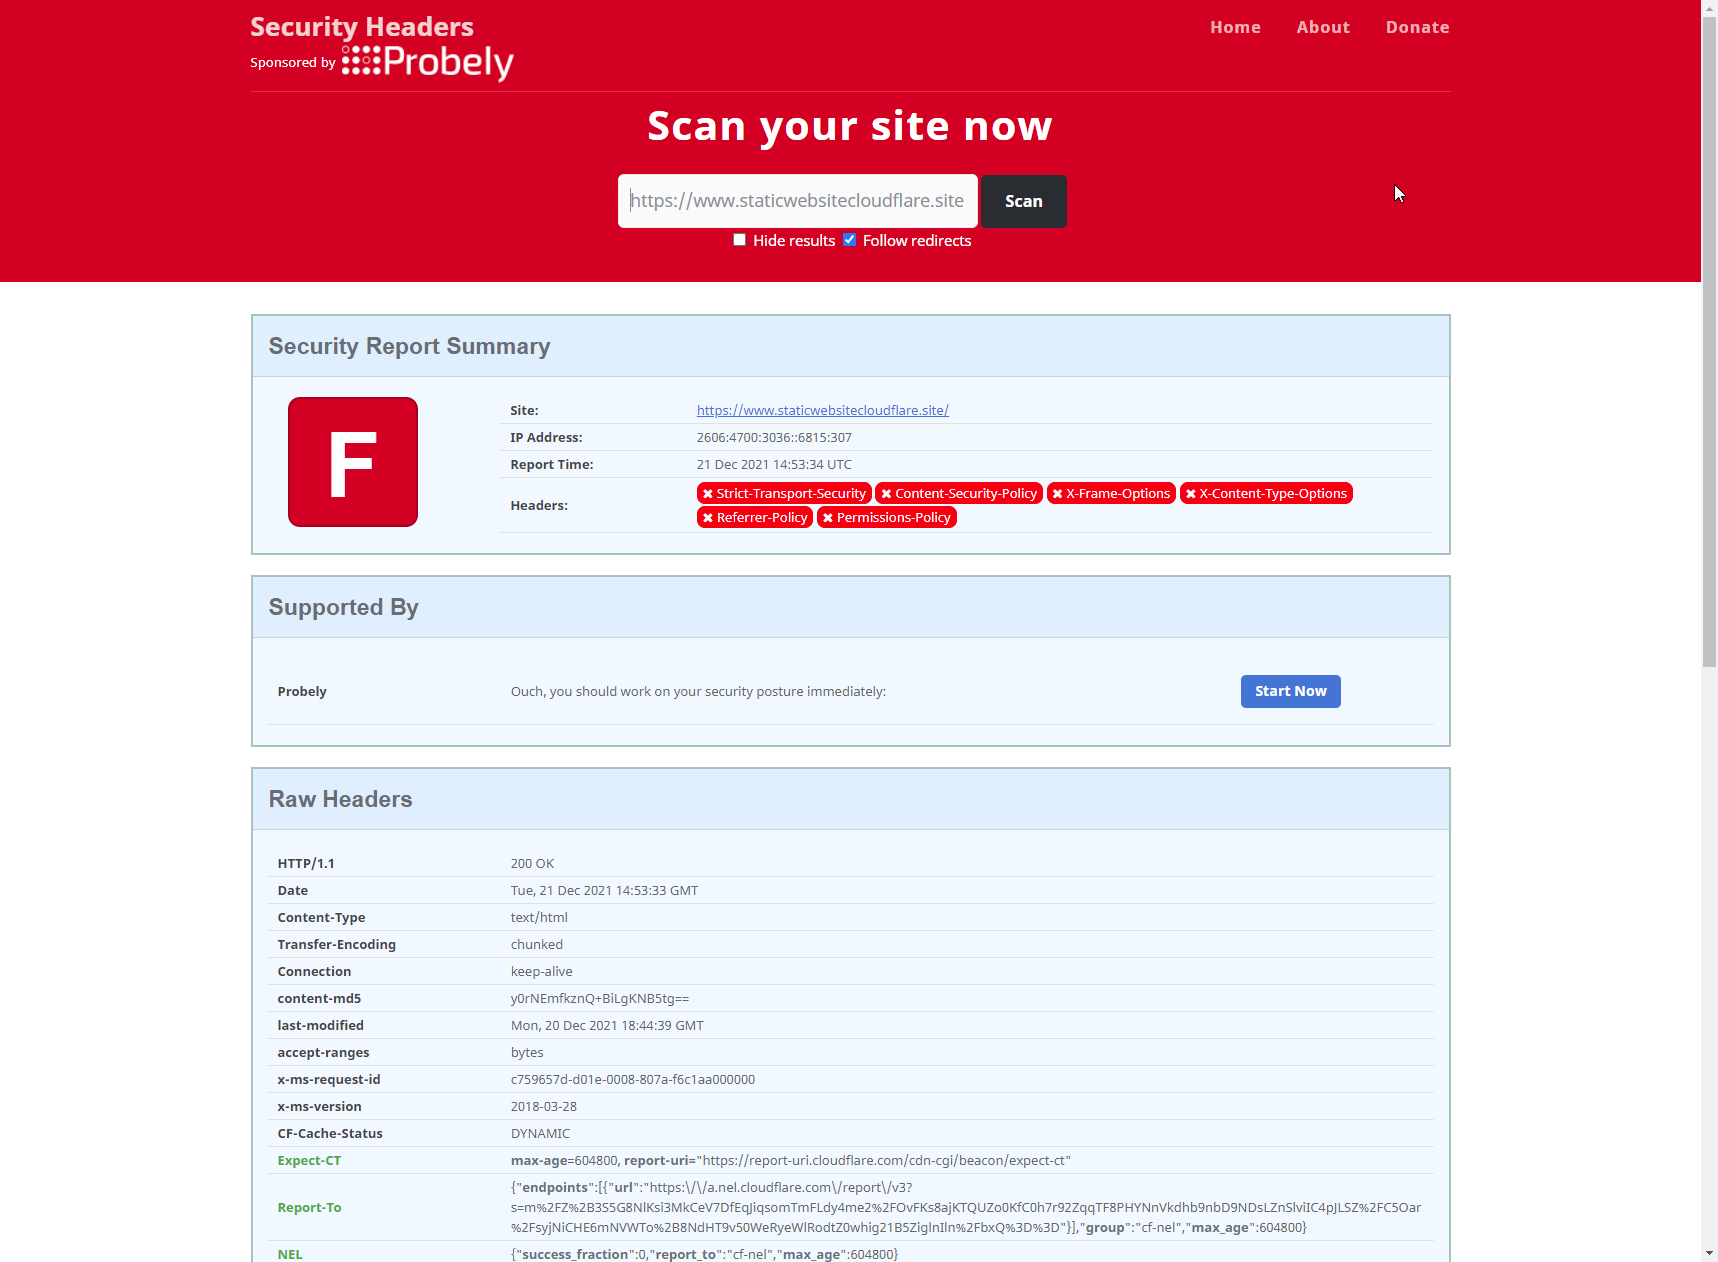 Security Headers
Home About Donate
Sponsored by Probely
Scan your site now
https://www.staticwebsitecloudflare.site
Scan
Hide results Follow redirects
Security Report Summary
F
Site: https://www.staticwebsitecloudflare.site/
IP Address: 2606:4700:3036::6815:307
Report Time: 21 Dec 2021 14:53:34 UTC
Headers: Strict-Transport-Security Content-Security-Policy X-Frame-Options X-Content-Type-Options
Referrer-Policy Permissions-Policy
Supported By
Probely Ouch, you should work on your security posture immediately: Start Now
Raw Headers
HTTP/1.1 200 OK
Date Tue, 21 Dec 2021 14:53:33 GMT
Content-Type text/html
Transfer-Encoding chunked
Connection keep-alive
content-md5 y0rNEmfkznQ+BiLgKNB5tg==
last-modified Mon, 20 Dec 2021 18:44:39 GMT
accept-ranges bytes
x-ms-request-id c759657d-d01e-0008-807a-f6c1aa000000
x-ms-version 2018-03-28
CF-Cache-Status DYNAMIC
Expect-CT max-age=604800, report-uri="https://report-uri.cloudflare.com/cdn-cgi/beacon/expect-ct"
Report-To {"endpoints":[{"url":"https:\/\/a.nel.cloudflare.com\/report\/v3?
s=m%2FZ%2B3S5G8NlKsi3MkCeV7DfEqJiqsomTmFLdy4me2%2FOvFKs8ajKTQUZo0KfC0h7r92ZqqTF8PHYNnVkdhb9nbD9NDsLZnSlviIC4pJLSZ%2FC5Oar
%2FsyjNiCHE6mNVWTo%2B8NdHT9v50WeRyeWlRodtZ0whig21B5ZiglnIln%2FbxQ%3D%3D"}],"group":"cf-nel","max_age":604800}
NEL {"success_fraction":0,"report_to":"cf-nel","max_age":604800}